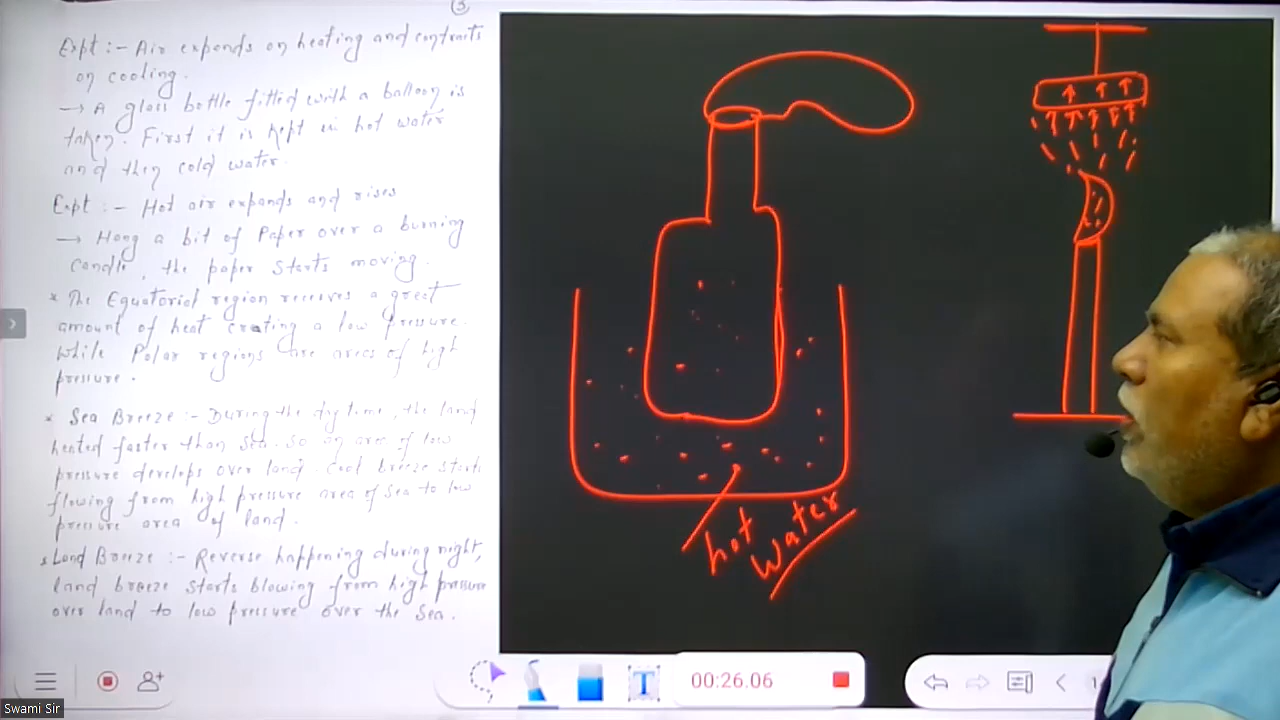 3
Expt :- Air expands on heating and contracts
on cooling.
→ A glass bottle fitted with a balloon is
taken. First it is kept in hot water
and then cold water.
Expt :- Hot air expands and rises
→ Hang a bit of Paper over a burning
candle, the paper starts moving.
* The Equatorial region receives a great
amount of heat creating a low pressure.
while Polar regions are areas of high
pressure.
* Sea Breeze :- During the day time, the land
heated faster than sea. So an area of low
pressure develops over land. Cool breeze starts
flowing from high pressure area of sea to low
pressure area of land.
* Land Breeze :- Reverse happening during night,
land breeze starts blowing from high pressure
over land to low pressure over the Sea.
hot
water
T
00:26.06
1
Swami Sir